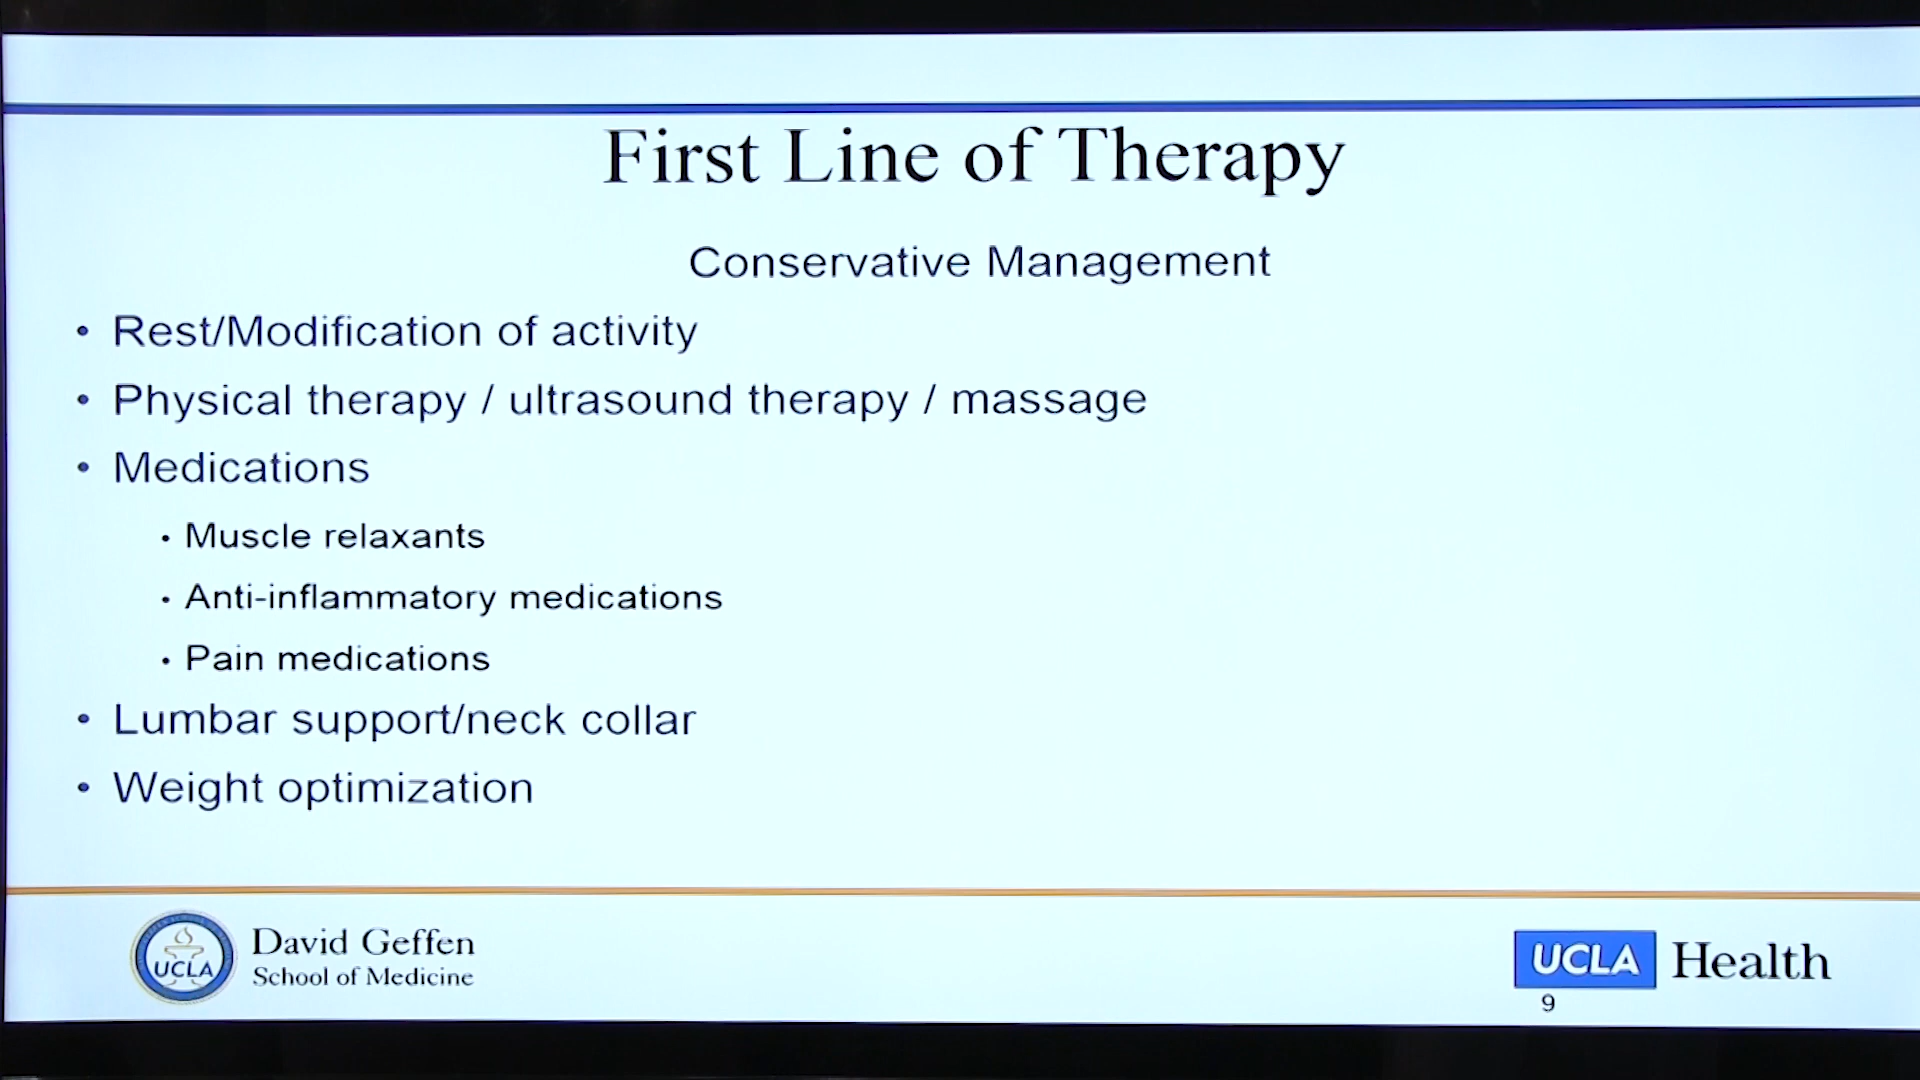 First Line of Therapy
Conservative Management
• Rest/Modification of activity
• Physical therapy / ultrasound therapy / massage
• Medications
• Muscle relaxants
• Anti-inflammatory medications
• Pain medications
• Lumbar support/neck collar
• Weight optimization
UCLA
David Geffen
School of Medicine
UCLA Health
9